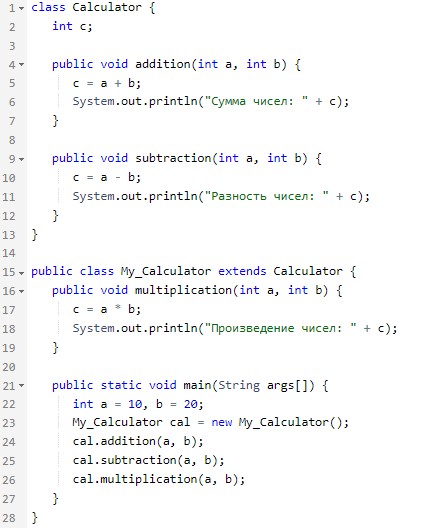 1 class Calculator {
2     int c;
3
4     public void addition(int a, int b) {
5        c = a + b;
6        System.out.println("Сумма чисел: " + c);
7     }
8
9     public void subtraction(int a, int b) {
10       c = a - b;
11       System.out.println("Разность чисел: " + c);
12    }
13 }
14
15 public class My_Calculator extends Calculator {
16    public void multiplication(int a, int b) {
17       c = a * b;
18       System.out.println("Произведение чисел: " + c);
19    }
20
21    public static void main(String args[]) {
22       int a = 10, b = 20;
23       My_Calculator cal = new My_Calculator();
24       cal.addition(a, b);
25       cal.subtraction(a, b);
26       cal.multiplication(a, b);
27    }
28 }